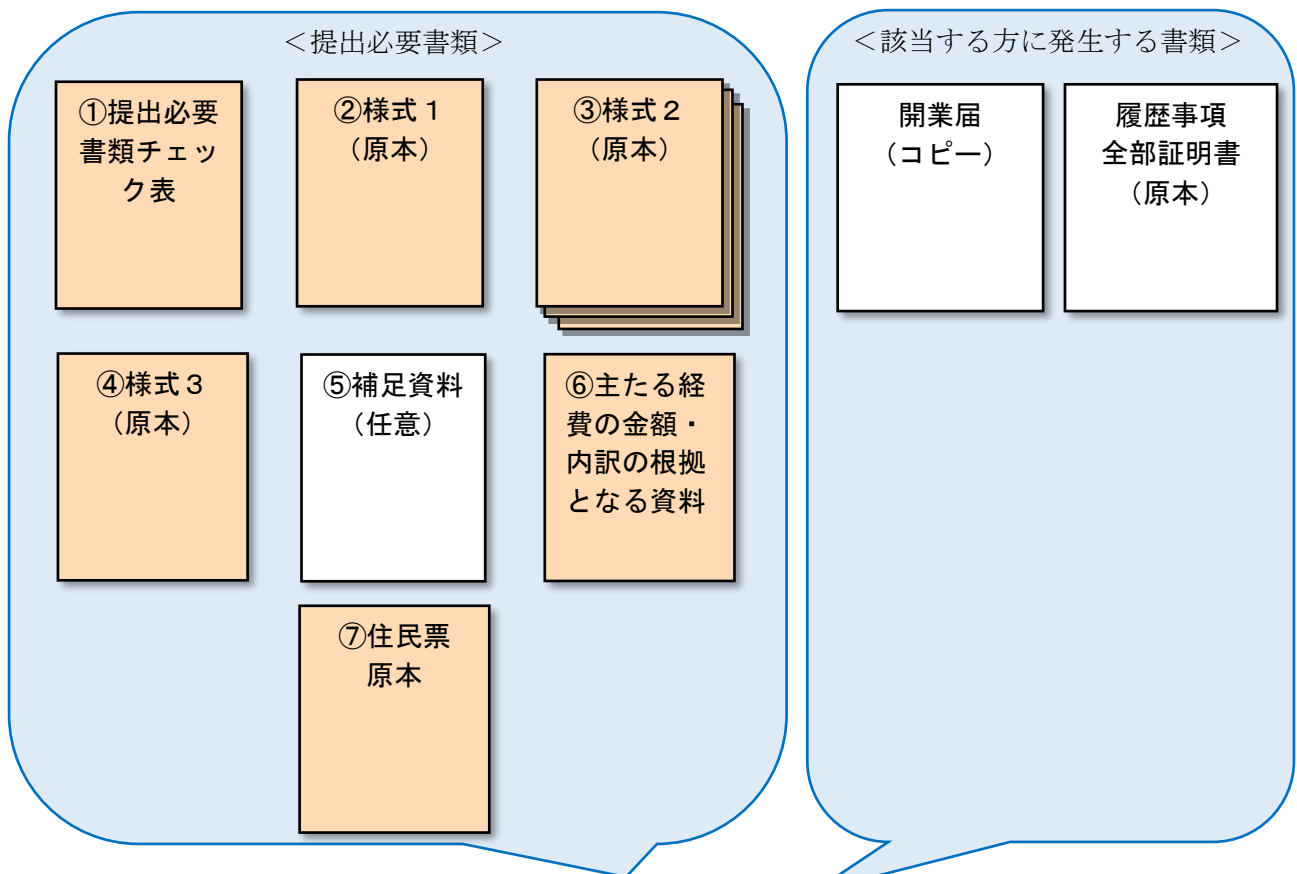 ＜提出必要書類＞
①提出必要
書類チェッ
ク表
②様式１
（原本）
③様式２
（原本）
④様式３
（原本）
⑤補足資料
（任意）
⑥主たる経
費の金額・
内訳の根拠
となる資料
⑦住民票
原本
＜該当する方に発生する書類＞
開業届
（コピー）
履歴事項
全部証明書
（原本）